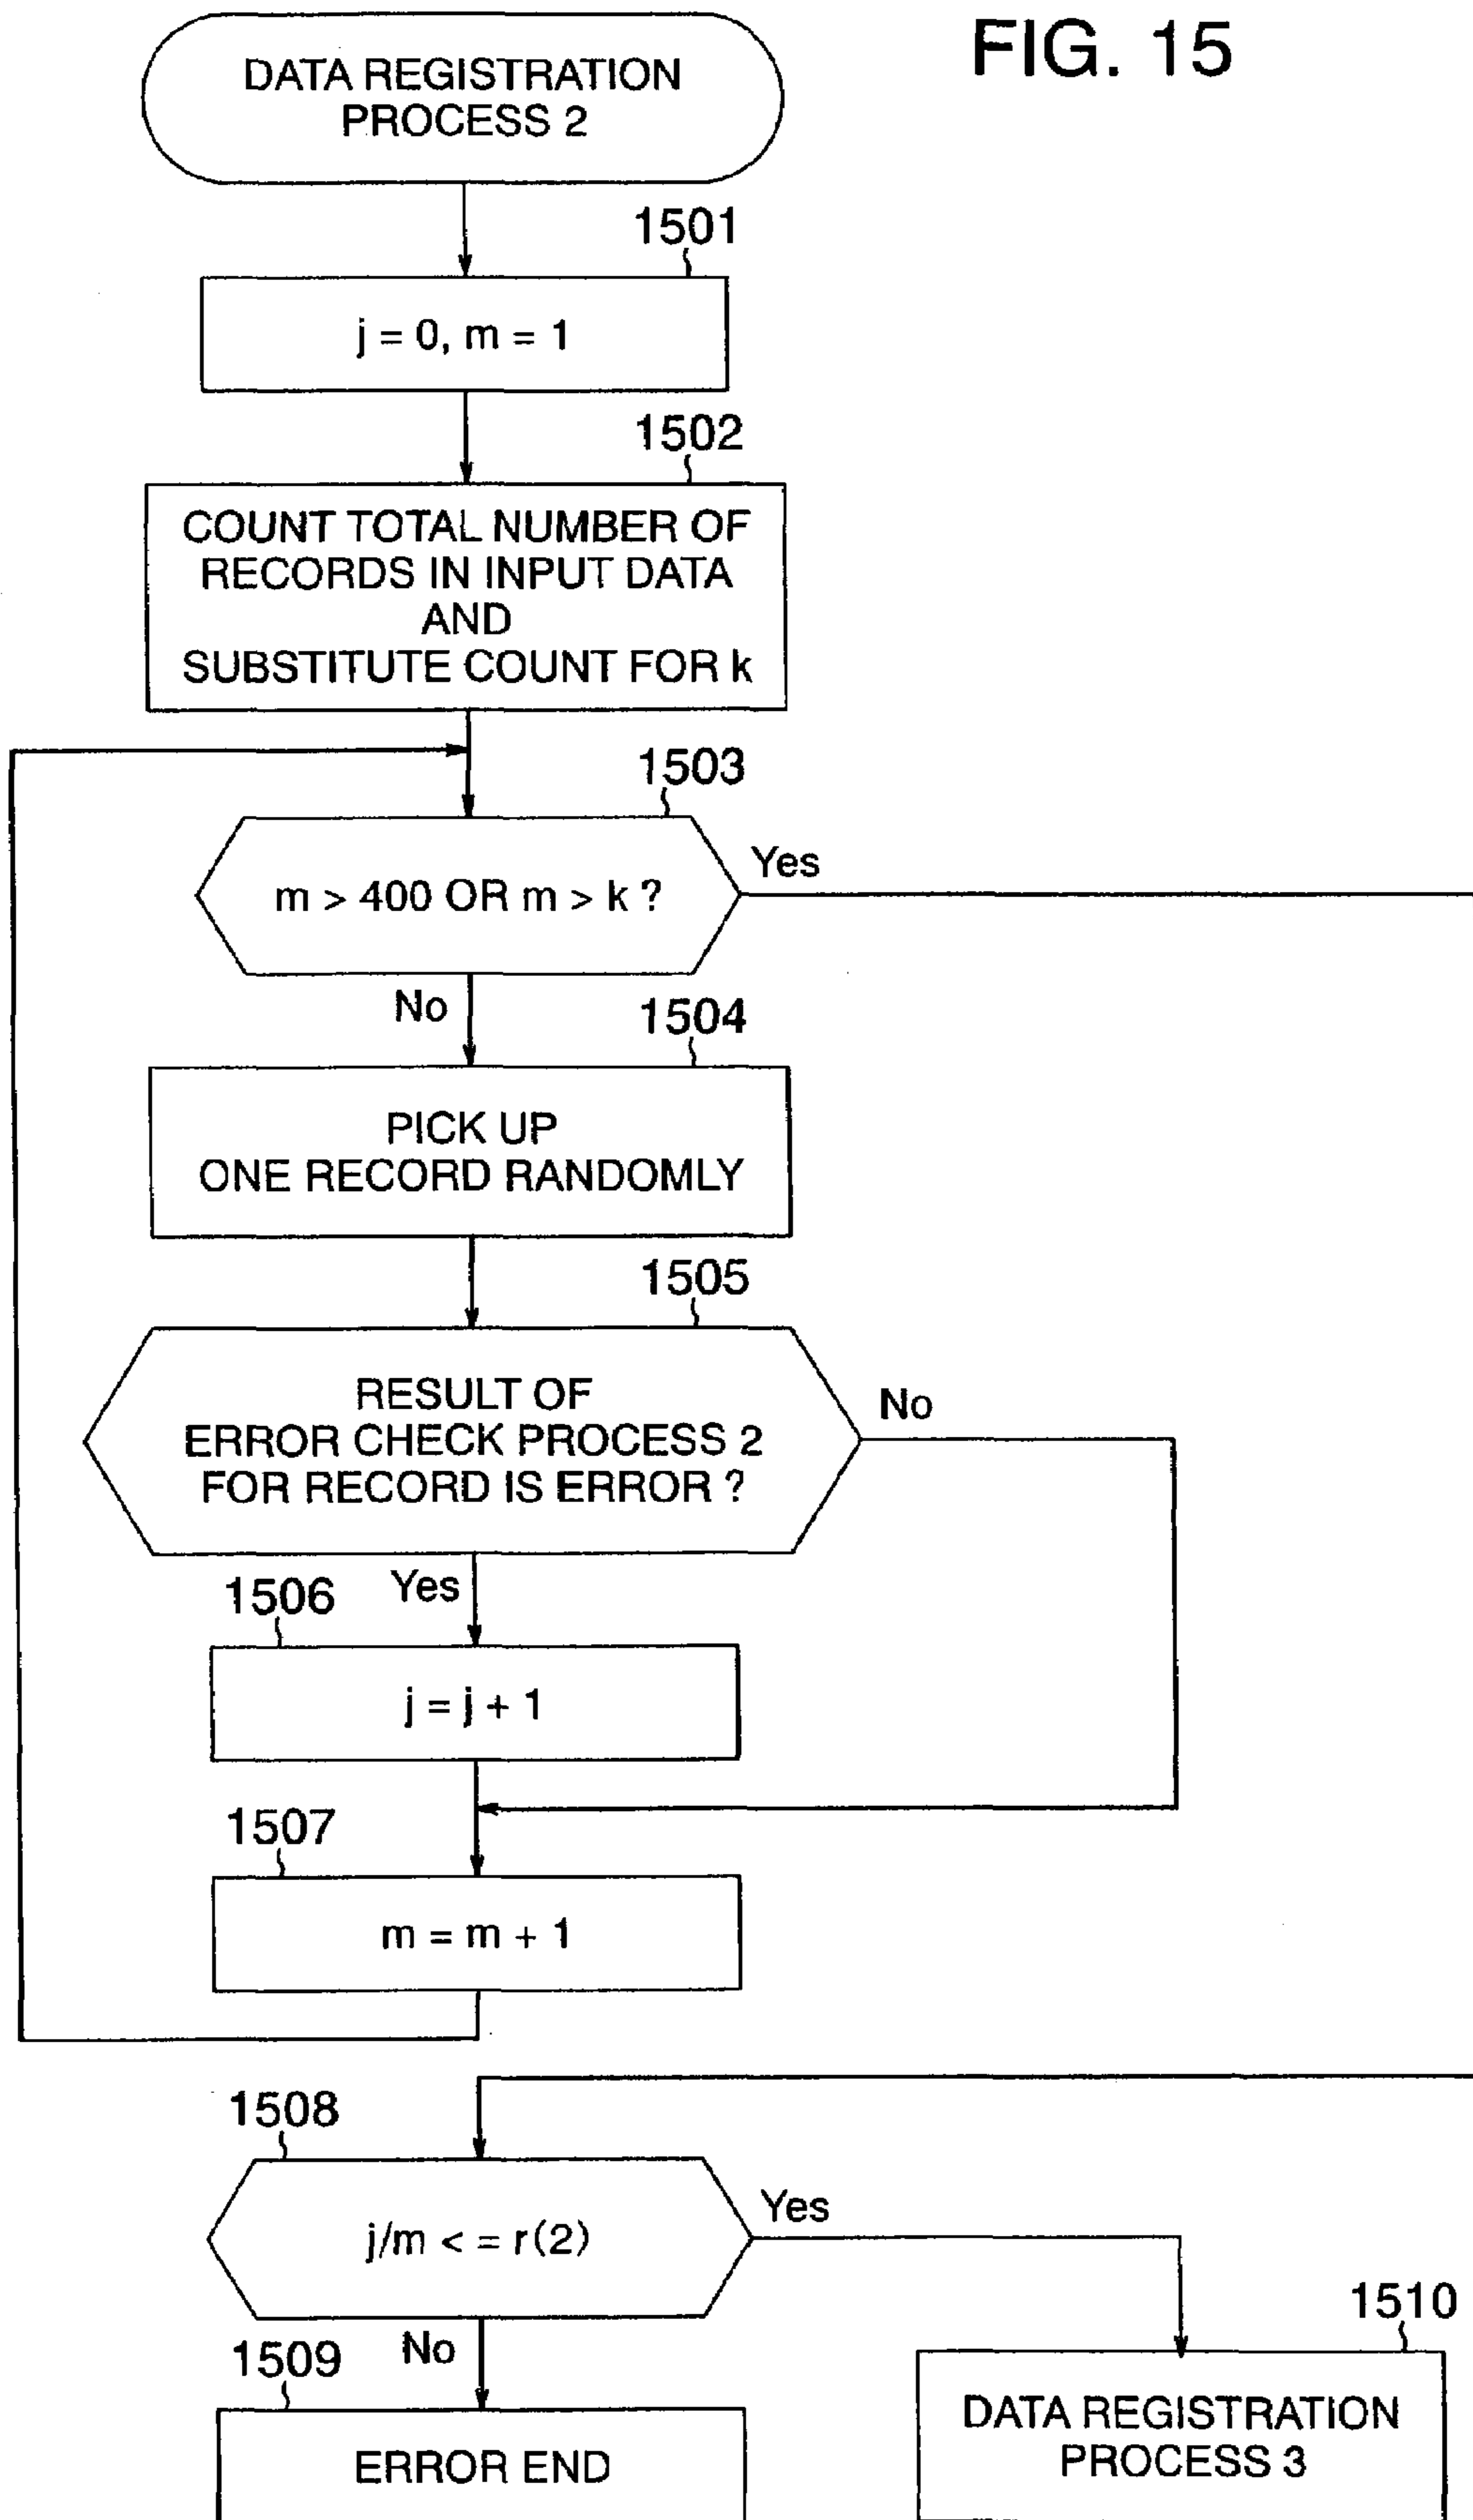 FIG. 15
DATA REGISTRATION
PROCESS 2
1501
j = 0, m = 1
1502
COUNT TOTAL NUMBER OF
RECORDS IN INPUT DATA
AND
SUBSTITUTE COUNT FOR k
1503
m > 400 OR m > k ?
Yes
No
1504
PICK UP
ONE RECORD RANDOMLY
1505
RESULT OF
ERROR CHECK PROCESS 2
FOR RECORD IS ERROR ?
No
Yes
1506
j = j + 1
1507
m = m + 1
1508
j/m < = r(2)
Yes
No
1509
ERROR END
1510
DATA REGISTRATION
PROCESS 3